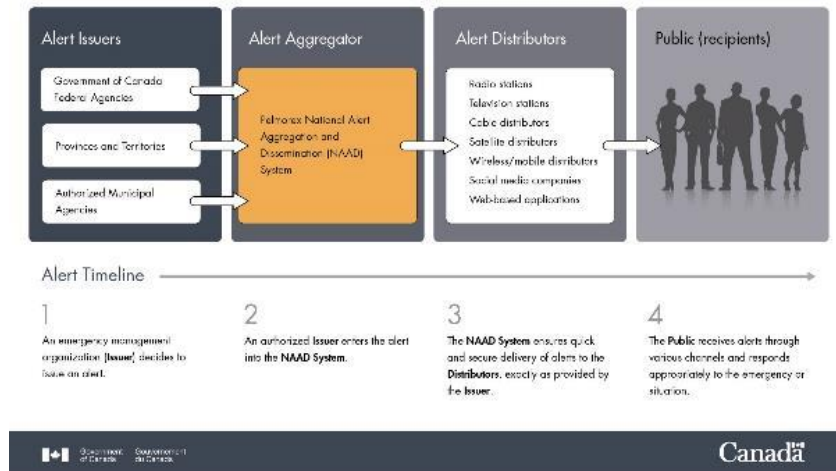 Alert Issuers
Government of Canada
Federal Agencies
Provinces and Territories
Authorized Municipal
Agencies
Alert Aggregator
Pelmorex National Alert
Aggregation and
Dissemination (NAAD)
System
Alert Distributors
Radio stations
Television stations
Cable distributors
Satellite distributors
Wireless/mobile distributors
Social media companies
Web-based applications
Public (recipients)
Alert Timeline
1
An emergency management
organization (Issuer) decides to
issue an alert.
2
An authorized Issuer enters the alert
into the NAAD System.
3
The NAAD System ensures quick
and secure delivery of alerts to the
Distributors, exactly as provided by
the Issuer.
4
The Public receives alerts through
various channels and responds
appropriately to the emergency or
situation.
Government
of Canada
Gouvernement
du Canada
Canada